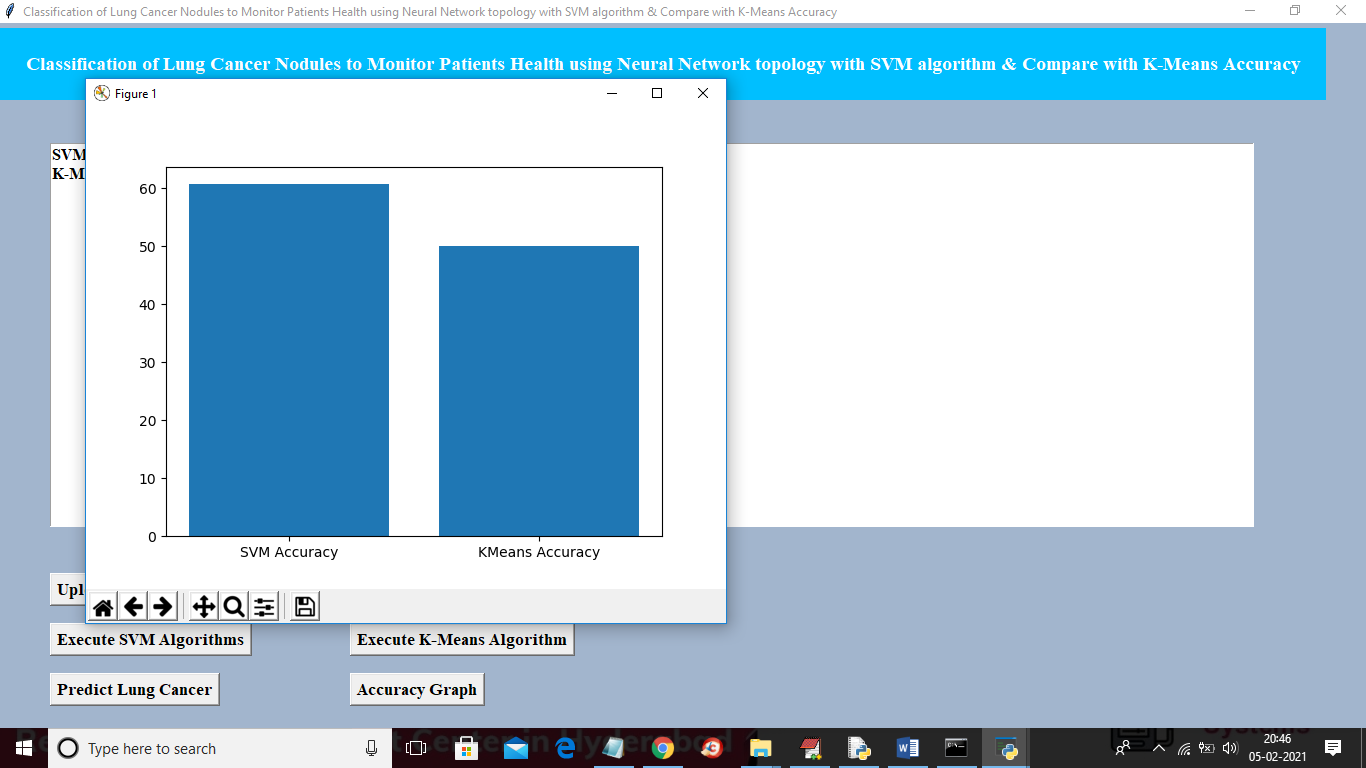 Classification of Lung Cancer Nodules to Monitor Patients Health using Neural Network topology with SVM algorithm & Compare with K-Means Accuracy
Classification of Lung Cancer Nodules to Monitor Patients Health using Neural Network topology with SVM algorithm & Compare with K-Means Accuracy
Figure 1
SVM
K-M
60
50
40
30
20
10
0
SVM Accuracy KMeans Accuracy
Upl
Execute SVM Algorithms Execute K-Means Algorithm
Predict Lung Cancer Accuracy Graph
Type here to search
20:46
05-02-2021